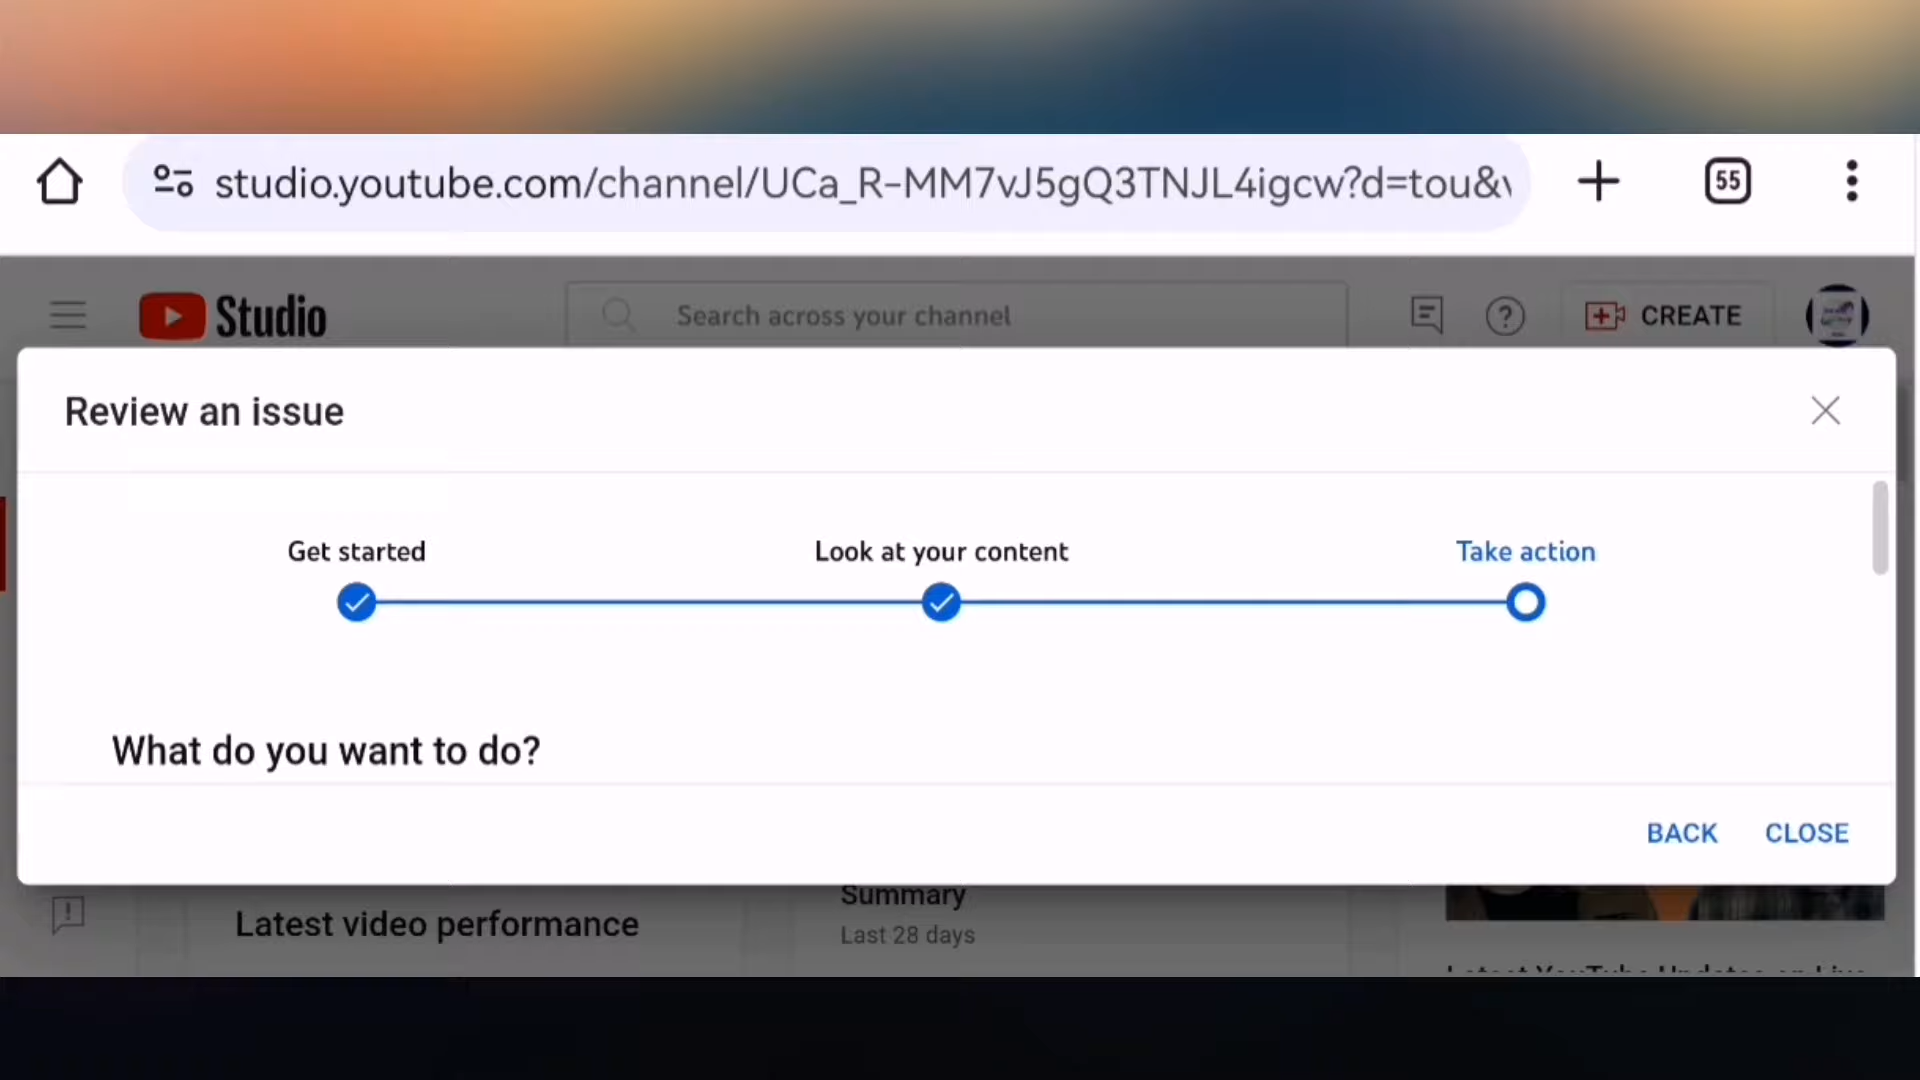 studio.youtube.com/channel/UCa_R-MM7vJ5gQ3TNJL4igcw?d=tou&
55
Studio
Search across your channel
CREATE
Review an issue
Get started
Look at your content
Take action
What do you want to do?
BACK
CLOSE
Summary
Latest video performance
Last 28 days